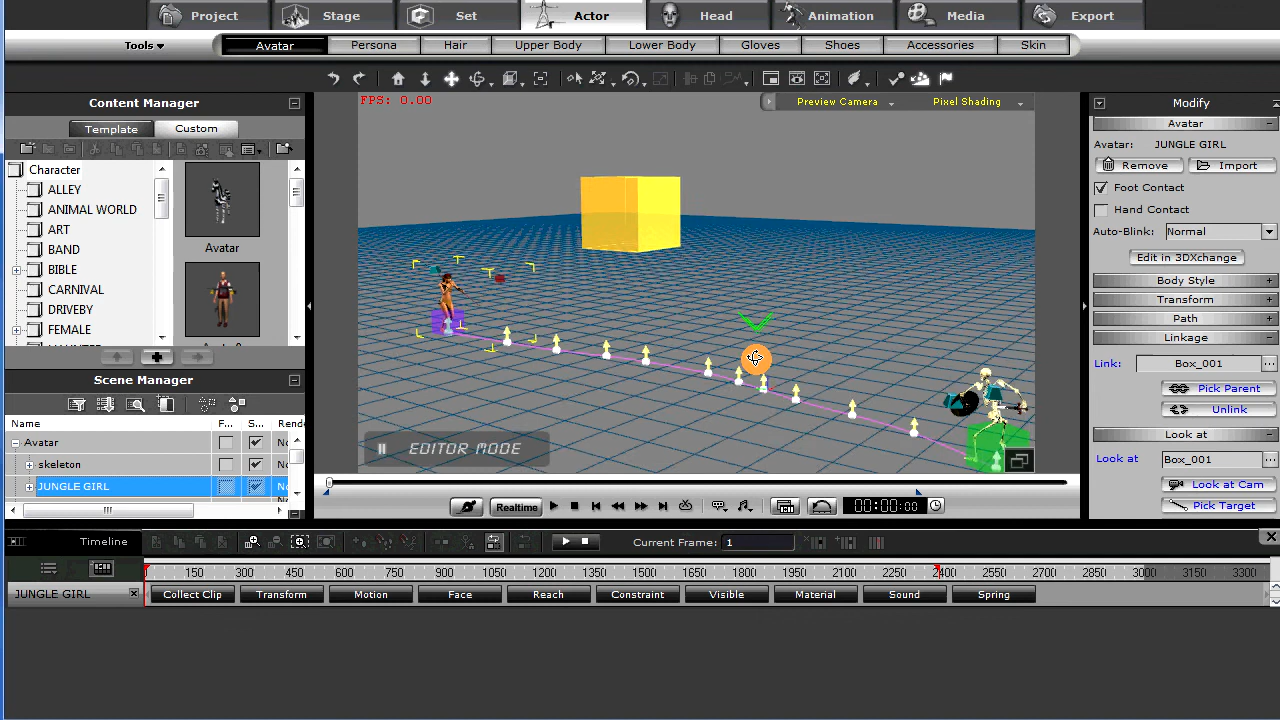 Project Stage Set Actor Head Animation Media Export
Tools Avatar Persona Hair Upper Body Lower Body Gloves Shoes Accessories Skin
Content Manager
Template Custom
Character
ALLEY
ANIMAL WORLD
ART
BAND
BIBLE
CARNIVAL
DRIVEBY
FEMALE
Avatar
Scene Manager
Name F... S... Rende
Avatar No
skeleton No
JUNGLE GIRL No
FPS: 0.00 Preview Camera Pixel Shading
EDITOR MODE
Realtime 00:00:00:00
Modify
Avatar
Avatar: JUNGLE GIRL
Remove Import
Foot Contact
Hand Contact
Auto-Blink: Normal
Edit in 3DXchange
Body Style
Transform
Path
Linkage
Link: Box_001
Pick Parent
Unlink
Look at
Look at Box_001
Look at Cam
Pick Target
Timeline Current Frame: 1
150 300 450 600 750 900 1050 1200 1350 1500 1650 1800 1950 2100 2250 2400 2550 2700 2850 3000 3150 3300
JUNGLE GIRL Collect Clip Transform Motion Face Reach Constraint Visible Material Sound Spring